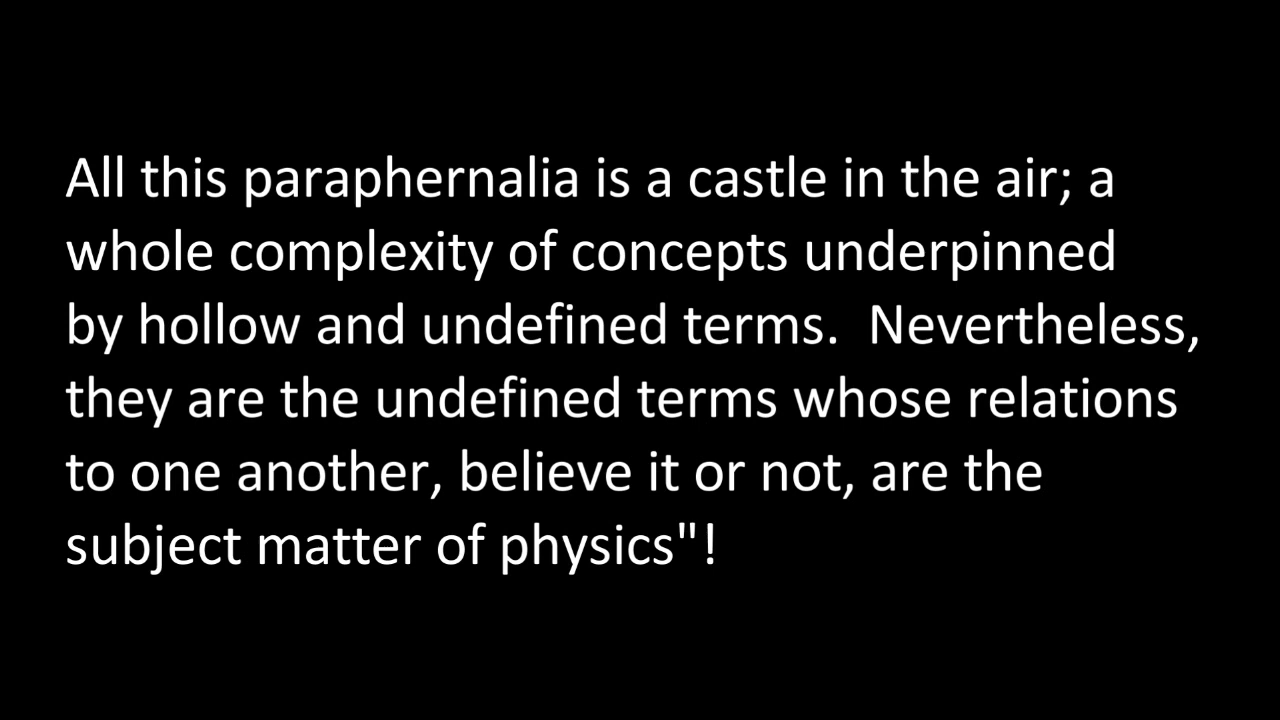 All this paraphernalia is a castle in the air; a
whole complexity of concepts underpinned
by hollow and undefined terms.  Nevertheless,
they are the undefined terms whose relations
to one another, believe it or not, are the
subject matter of physics"!